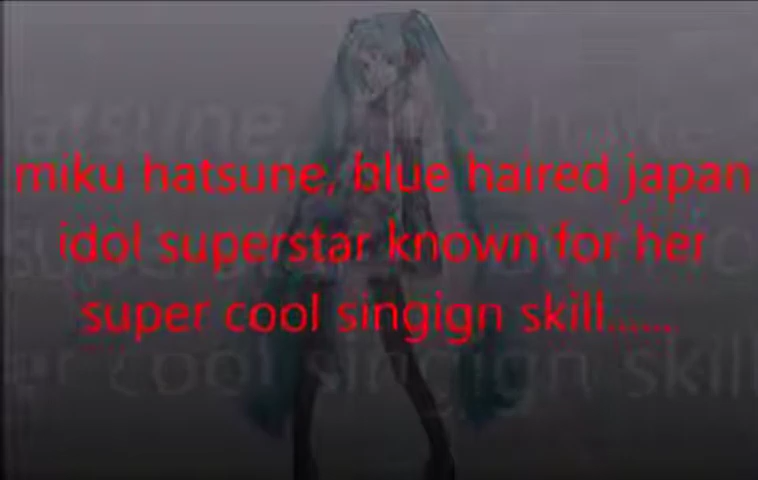 miku hatsune, blue haired japan
idol superstar known for her
super cool singign skill......